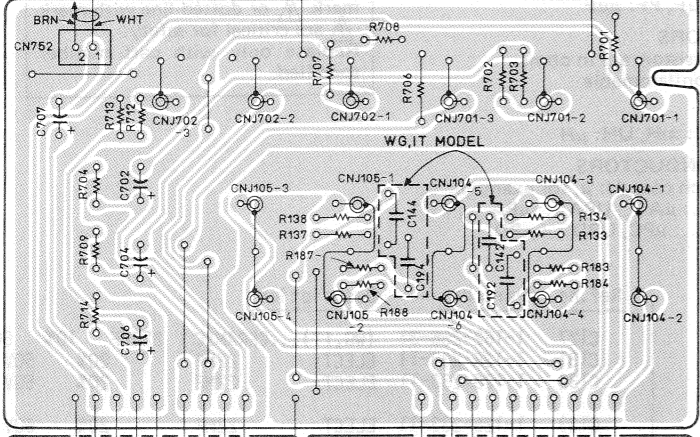 BRN
WHT
CN752
2 1
R708
R701
R707
R706
R702
R703
C707
R713
R712
CNJ702
-3
CNJ702-2
CNJ702-1
CNJ701-3
CNJ701-2
CNJ701-1
WG,IT MODEL
R704
C702
CNJ105-3
CNJ105-1
C144
CNJ104
-5
CNJ104-3
CNJ104-1
R138
R137
R134
R133
R709
C704
R187
C194
C142
R183
R184
C192
R714
C706
CNJ105-4
CNJ105
-2
R188
CNJ104
-6
CNJ104-4
CNJ104-2